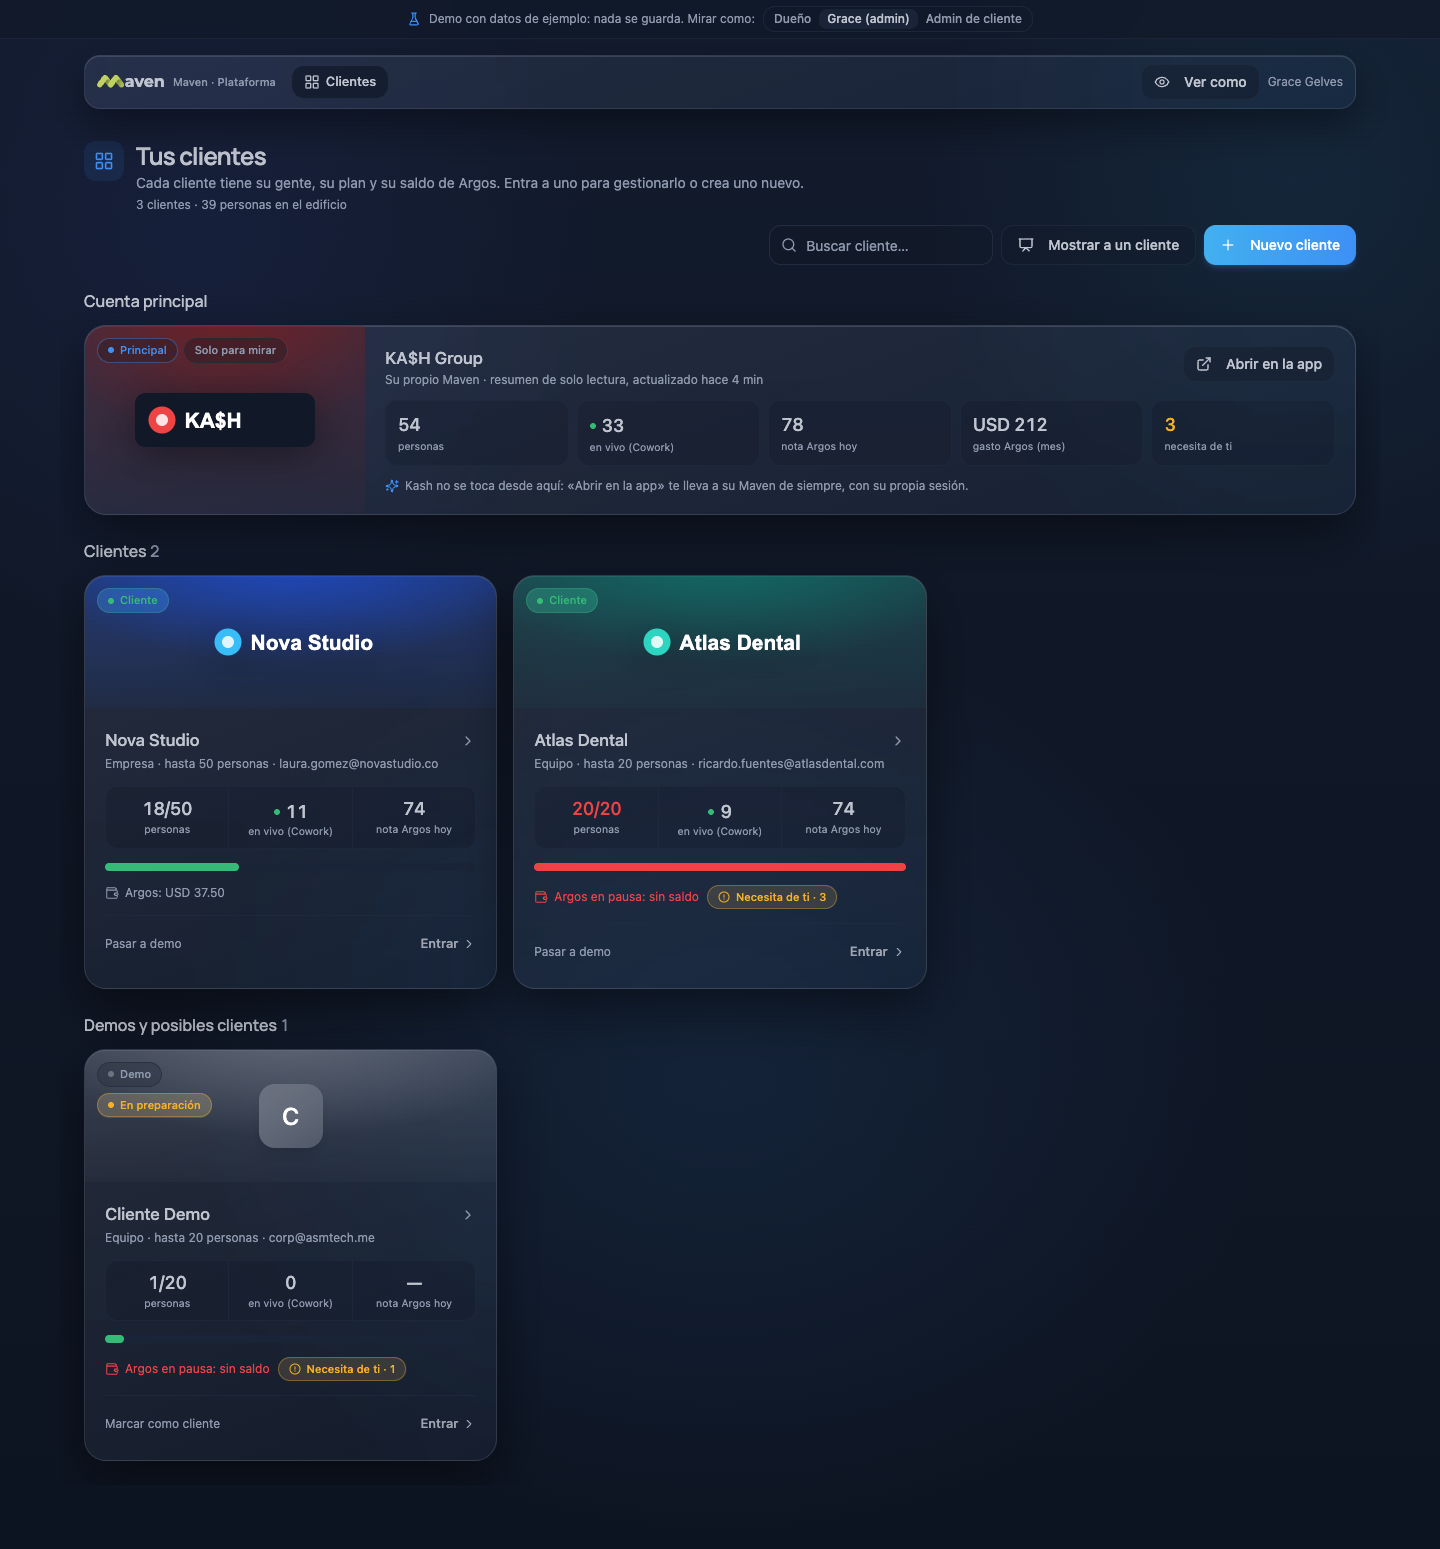 Demo con datos de ejemplo: nada se guarda. Mirar como: Dueño Grace (admin) Admin de cliente
Maven Maven · Plataforma Clientes Ver como Grace Gelves
Tus clientes
Cada cliente tiene su gente, su plan y su saldo de Argos. Entra a uno para gestionarlo o crea uno nuevo.
3 clientes · 39 personas en el edificio
Buscar cliente... Mostrar a un cliente Nuevo cliente
Cuenta principal
Principal Solo para mirar
KA$H
KA$H Group
Su propio Maven · resumen de solo lectura, actualizado hace 4 min
Abrir en la app
54 33 78 USD 212 3
personas en vivo (Cowork) nota Argos hoy gasto Argos (mes) necesita de ti
Kash no se toca desde aquí: «Abrir en la app» te lleva a su Maven de siempre, con su propia sesión.
Clientes 2
Cliente
Nova Studio
Nova Studio
Empresa · hasta 50 personas · laura.gomez@novastudio.co
18/50 11 74
personas en vivo (Cowork) nota Argos hoy
Argos: USD 37.50
Pasar a demo Entrar
Cliente
Atlas Dental
Atlas Dental
Equipo · hasta 20 personas · ricardo.fuentes@atlasdental.com
20/20 9 74
personas en vivo (Cowork) nota Argos hoy
Argos en pausa: sin saldo Necesita de ti · 3
Pasar a demo Entrar
Demos y posibles clientes 1
Demo
En preparación
C
Cliente Demo
Equipo · hasta 20 personas · corp@asmtech.me
1/20 0 —
personas en vivo (Cowork) nota Argos hoy
Argos en pausa: sin saldo Necesita de ti · 1
Marcar como cliente Entrar